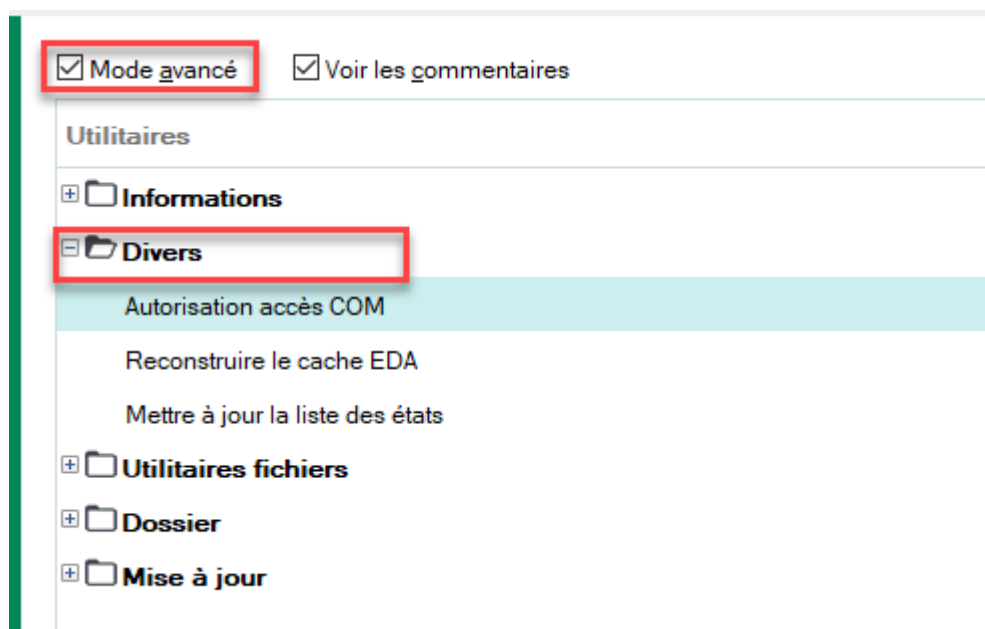 Mode avancé Voir les commentaires
Utilitaires
Informations
Divers
Autorisation accès COM
Reconstruire le cache EDA
Mettre à jour la liste des états
Utilitaires fichiers
Dossier
Mise à jour